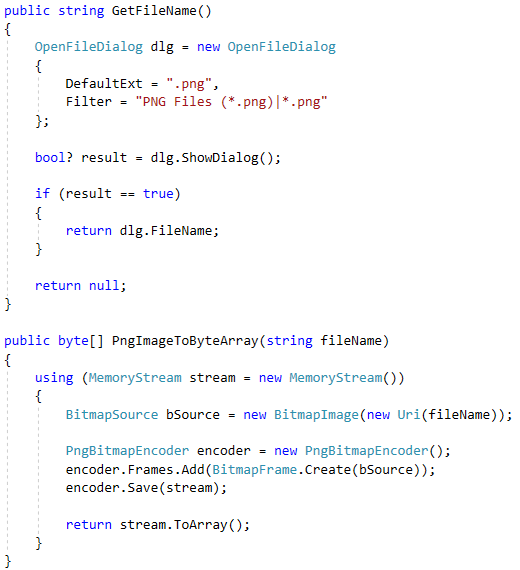 public string GetFileName()
{
    OpenFileDialog dlg = new OpenFileDialog
    {
        DefaultExt = ".png",
        Filter = "PNG Files (*.png)|*.png"
    };

    bool? result = dlg.ShowDialog();

    if (result == true)
    {
        return dlg.FileName;
    }

    return null;
}

public byte[] PngImageToByteArray(string fileName)
{
    using (MemoryStream stream = new MemoryStream())
    {
        BitmapSource bSource = new BitmapImage(new Uri(fileName));

        PngBitmapEncoder encoder = new PngBitmapEncoder();
        encoder.Frames.Add(BitmapFrame.Create(bSource));
        encoder.Save(stream);

        return stream.ToArray();
    }
}